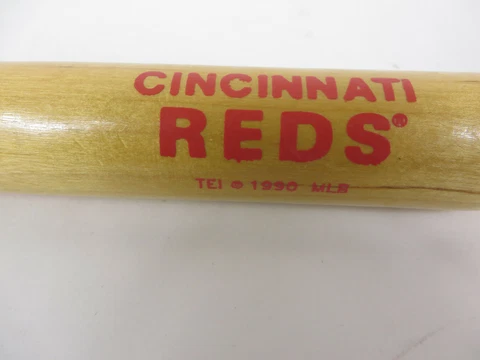 CINCINNATI
REDS®
TEI © 1990 MLB